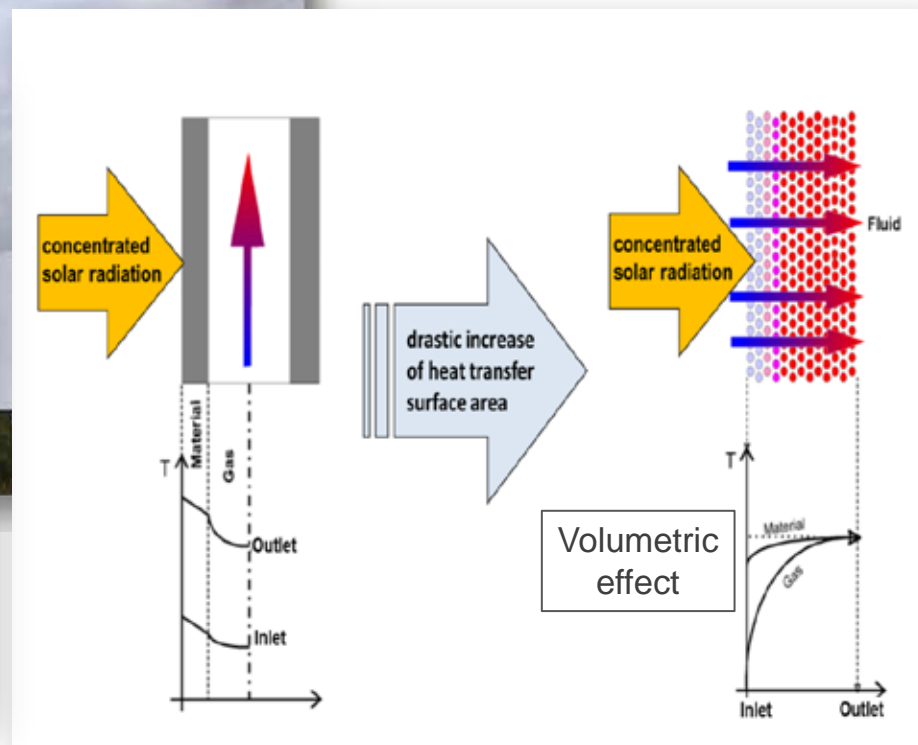 concentrated
solar radiation
Material
Gas
T
Outlet
Inlet
drastic increase
of heat transfer
surface area
concentrated
solar radiation
Fluid
Volumetric
effect
T
Material
Gas
Inlet
Outlet